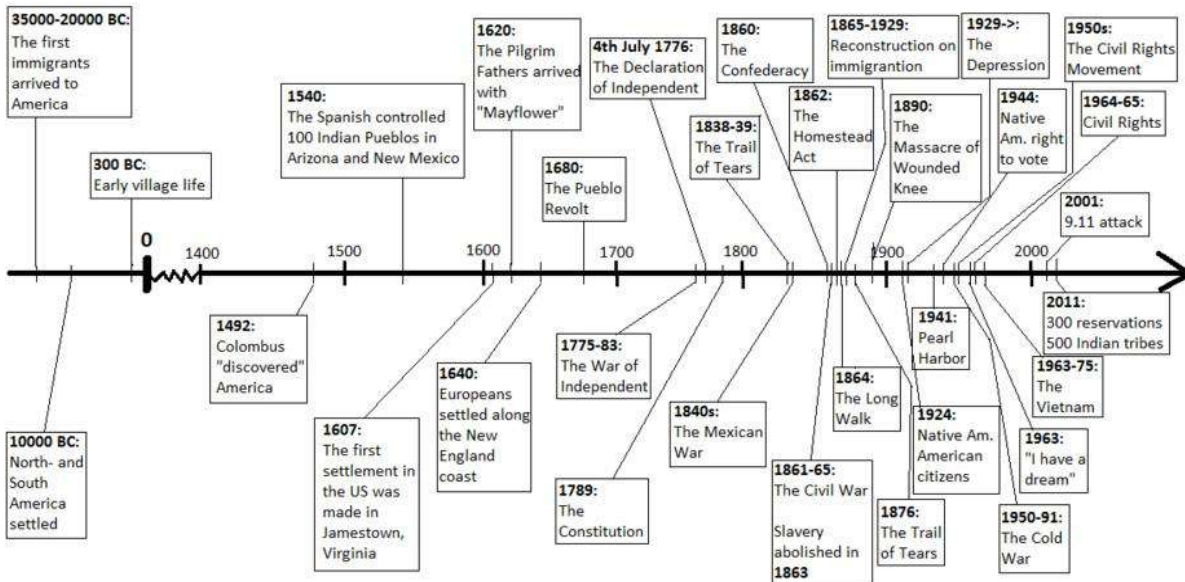 35000-20000 BC:
The first
immigrants
arrived to
America
300 BC:
Early village life
1540:
The Spanish controlled
100 Indian Pueblos in
Arizona and New Mexico
1620:
The Pilgrim
Fathers arrived
with
"Mayflower"
1680:
The Pueblo
Revolt
4th July 1776:
The Declaration
of Independent
1838-39:
The Trail
of Tears
1860:
The
Confederacy
1862:
The
Homestead
Act
1865-1929:
Reconstruction on
immigrantion
1890:
The
Massacre of
Wounded
Knee
1929->:
The
Depression
1944:
Native
Am. right
to vote
1950s:
The Civil Rights
Movement
1964-65:
Civil Rights
2001:
9.11 attack
0
1400
1500
1600
1700
1800
1900
2000
10000 BC:
North- and
South
America
settled
1492:
Colombus
"discovered"
America
1607:
The first
settlement in
the US was
made in
Jamestown,
Virginia
1640:
Europeans
settled along
the New
England
coast
1775-83:
The War of
Independent
1789:
The
Constitution
1840s:
The Mexican
War
1861-65:
The Civil War
Slavery
abolished in
1863
1864:
The Long
Walk
1876:
The Trail
of Tears
1924:
Native Am.
American
citizens
1941:
Pearl
Harbor
1950-91:
The Cold
War
1963:
"I have a
dream"
1963-75:
The
Vietnam
2011:
300 reservations
500 Indian tribes